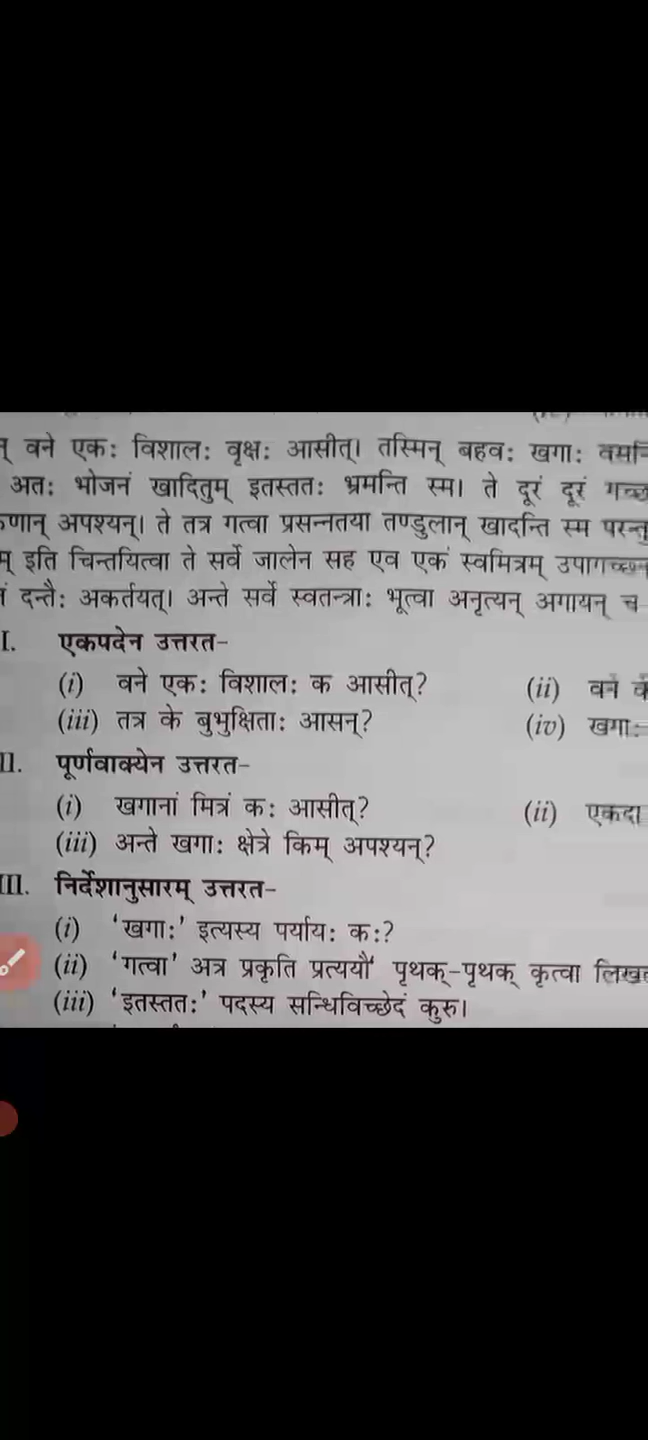 वने एकः विशालः वृक्षः आसीत्। तस्मिन् बहवः खगाः
अतः भोजनं खादितुम् इतस्ततः भ्रमन्ति स्म। ते दूरं दूरं
अपश्यन्। ते तत्र गत्वा प्रसन्नतया तण्डुलान् खादन्ति स्म परन्तु
इति चिन्तयित्वा ते सर्वे जालेन सह एव एकं स्वमित्रम्
दन्तैः अकर्तयत्। अन्ते सर्वे स्वतन्त्राः भूत्वा अनृत्यन् अगायन् च
I. एकपदेन उत्तरत-
(i) वने एकः विशालः क आसीत्? (ii) वने
(iii) तत्र के बुभुक्षिताः आसन्? (iv) खगाः
II. पूर्णवाक्येन उत्तरत-
(i) खगानां मित्रं कः आसीत्? (ii) एकदा
(iii) अन्ते खगाः क्षेत्रे किम् अपश्यन्?
III. निर्देशानुसारम् उत्तरत-
(i) 'खगाः' इत्यस्य पर्यायः कः?
(ii) 'गत्वा' अत्र प्रकृति प्रत्ययौ' पृथक्-पृथक् कृत्वा
(iii) 'इतस्ततः' पदस्य सन्धिविच्छेदं कुरु।